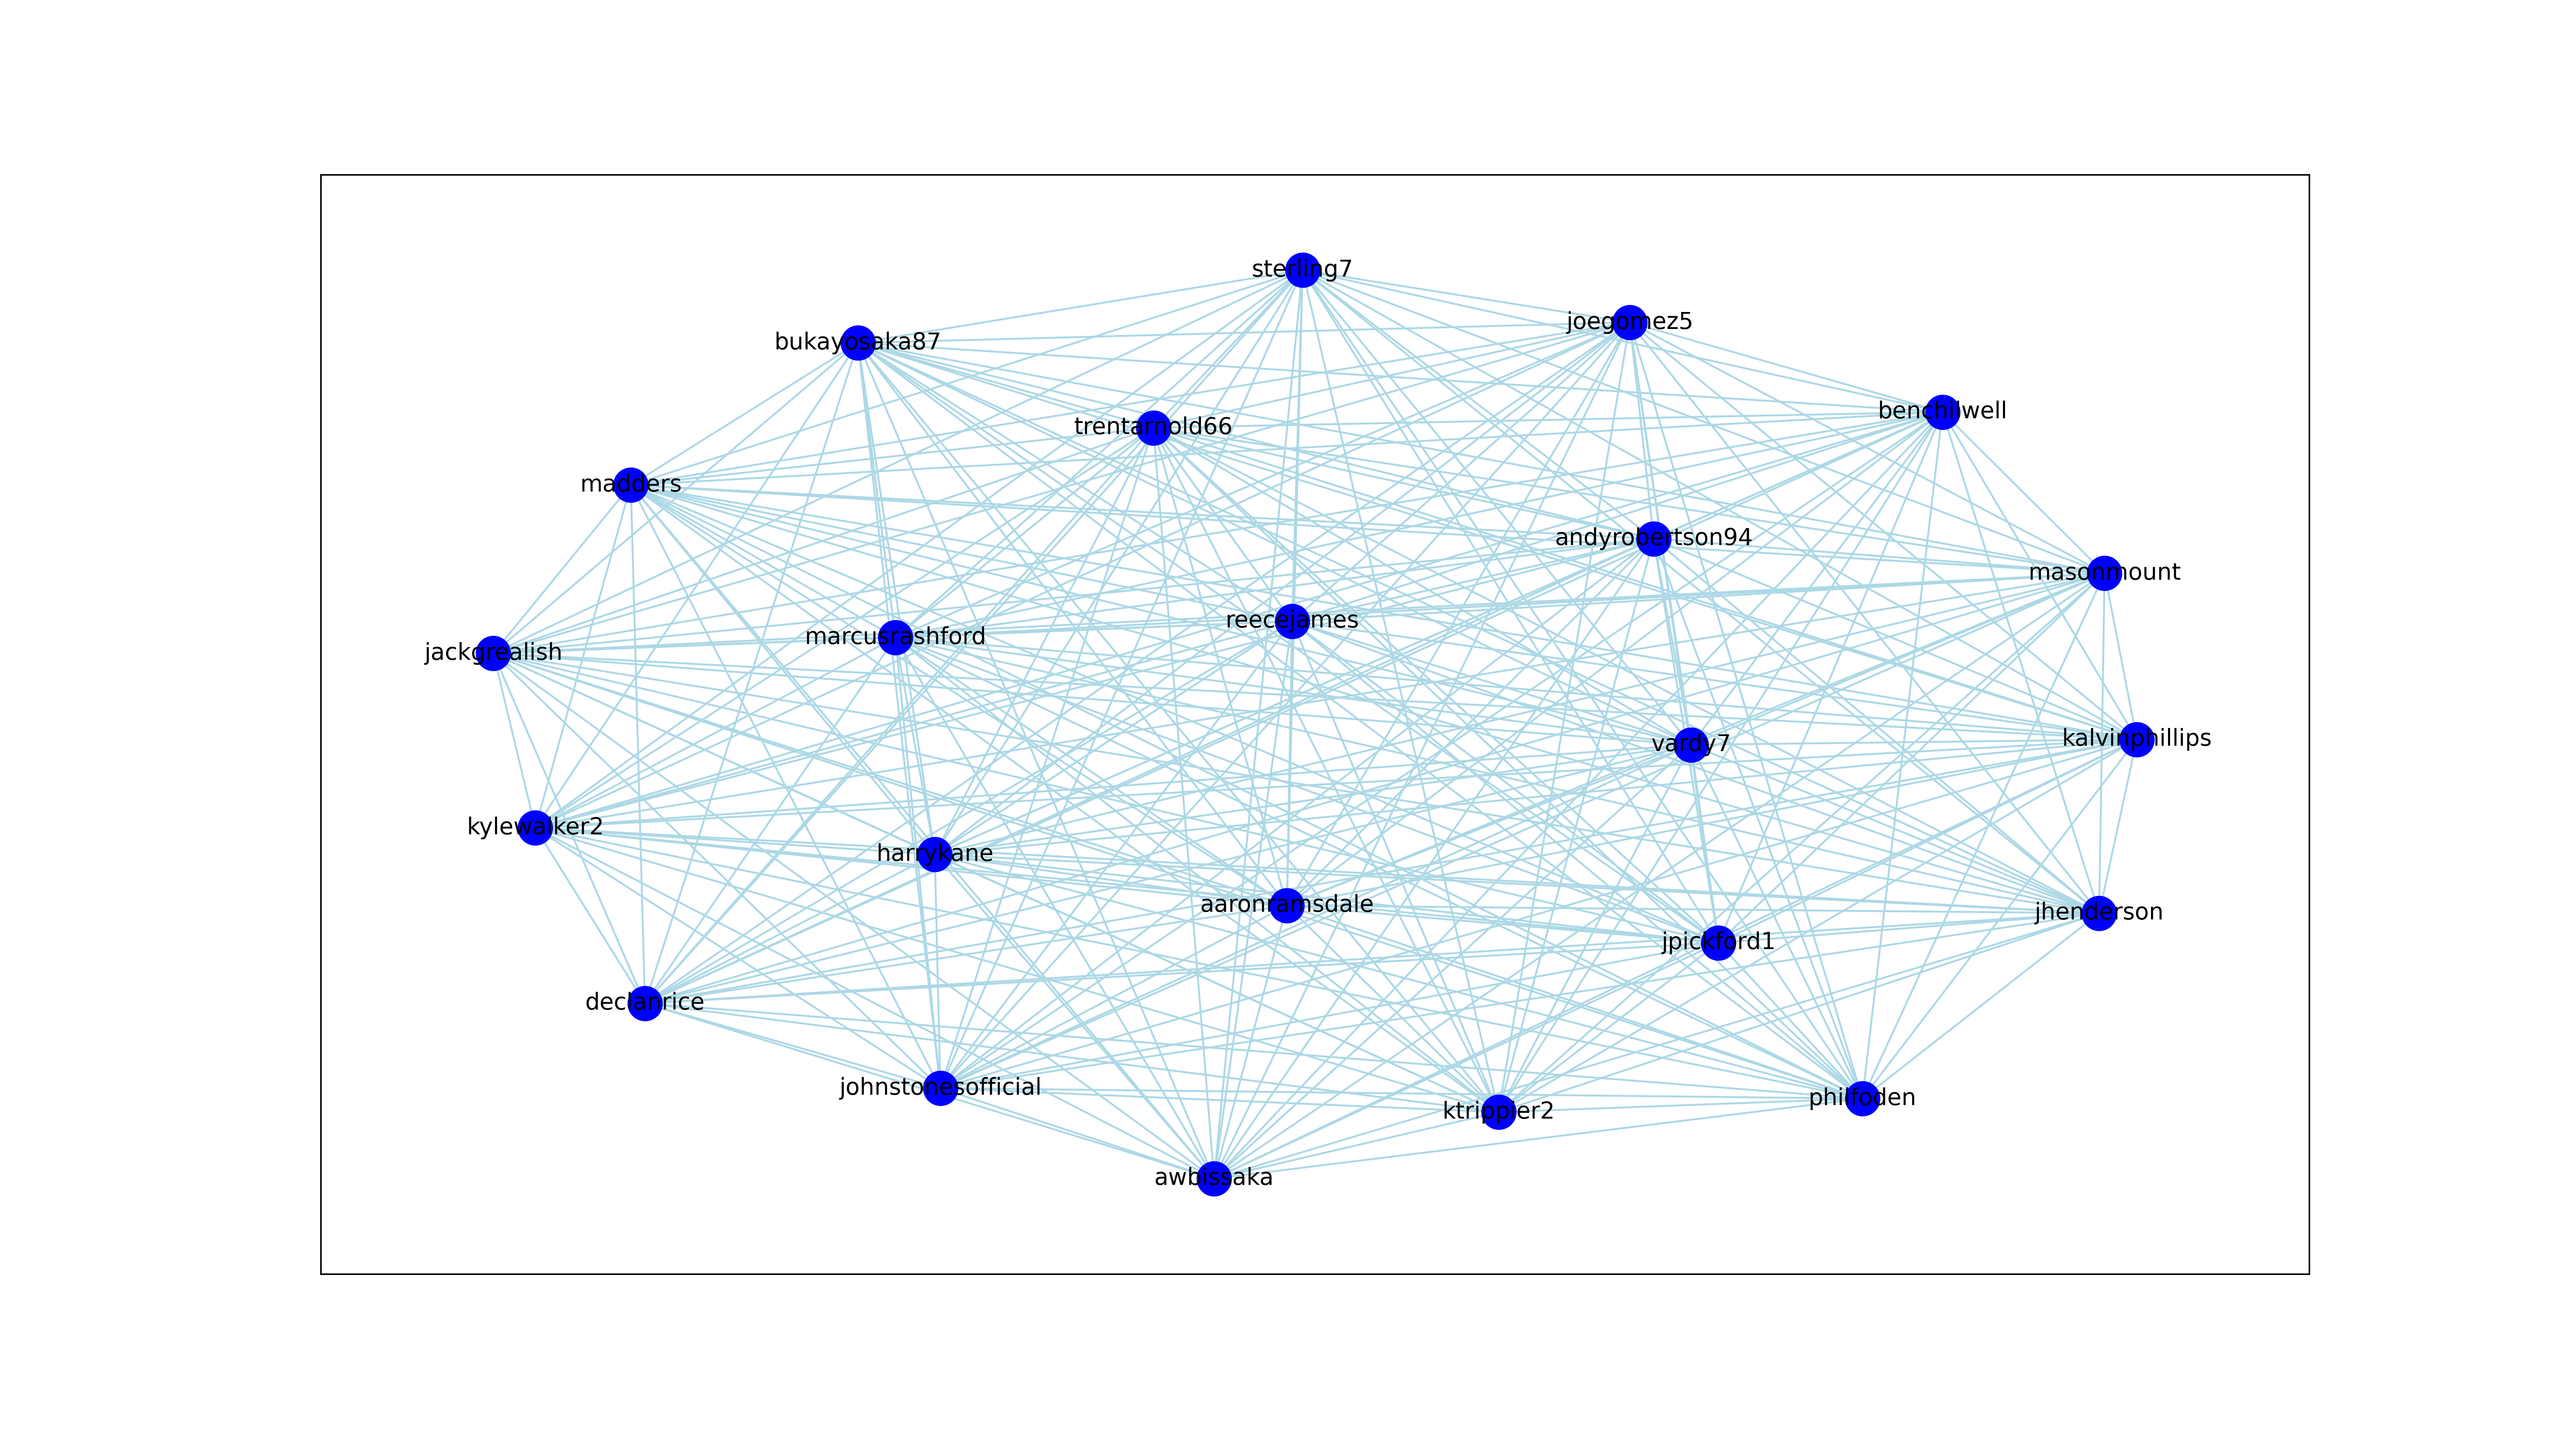 sterling7
joegomez5
bukayosaka87
benchilwell
trentarnold66
madders
andyrobertson94
masonmount
reecejames
marcusrashford
jackgrealish
kalvinphillips
vardy7
kylewalker2
harrykane
aaronramsdale
jhenderson
jpickford1
declanrice
johnstonesofficial
philfoden
ktrippier2
awbissaka